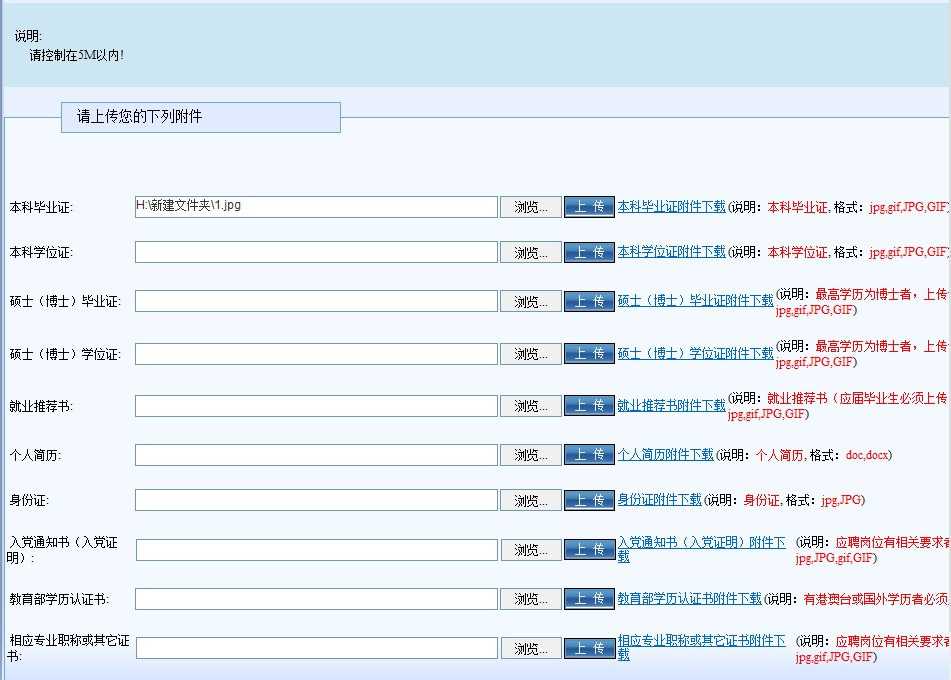 说明:
请控制在5M以内!
请上传您的下列附件
本科毕业证: H:\新建文件夹\1.jpg 浏览... 上 传 本科毕业证附件下载 (说明：本科毕业证, 格式：jpg,gif,JPG,GIF)
本科学位证: 浏览... 上 传 本科学位证附件下载 (说明：本科学位证, 格式：jpg,gif,JPG,GIF)
硕士（博士）毕业证: 浏览... 上 传 硕士（博士）毕业证附件下载 (说明：最高学历为博士者，上传
jpg,gif,JPG,GIF)
硕士（博士）学位证: 浏览... 上 传 硕士（博士）学位证附件下载 (说明：最高学历为博士者，上传
jpg,gif,JPG,GIF)
就业推荐书: 浏览... 上 传 就业推荐书附件下载 (说明：就业推荐书（应届毕业生必须上传
jpg,gif,JPG,GIF)
个人简历: 浏览... 上 传 个人简历附件下载 (说明：个人简历, 格式：doc,docx)
身份证: 浏览... 上 传 身份证附件下载 (说明：身份证, 格式：jpg,JPG)
入党通知书（入党证 浏览... 上 传 入党通知书（入党证明）附件下 (说明：应聘岗位有相关要求者
明）: 载 jpg,JPG,gif,GIF)
教育部学历认证书: 浏览... 上 传 教育部学历认证书附件下载 (说明：有港澳台或国外学历者必须
相应专业职称或其它证 浏览... 上 传 相应专业职称或其它证书附件下 (说明：应聘岗位有相关要求者
书: 载 jpg,gif,JPG,GIF)